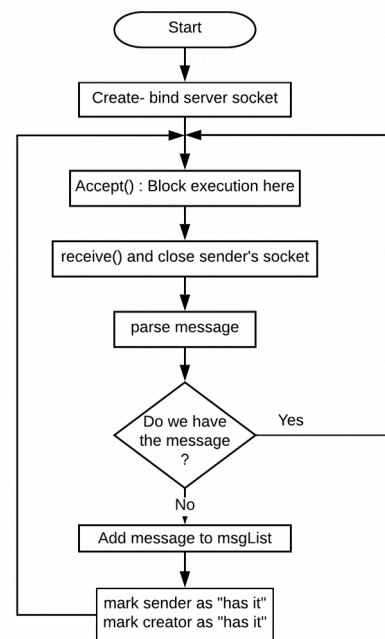 Start
Create- bind server socket
Accept() : Block execution here
receive() and close sender's socket
parse message
Do we have
the message
?
Yes
No
Add message to msgList
mark sender as "has it"
mark creator as "has it"